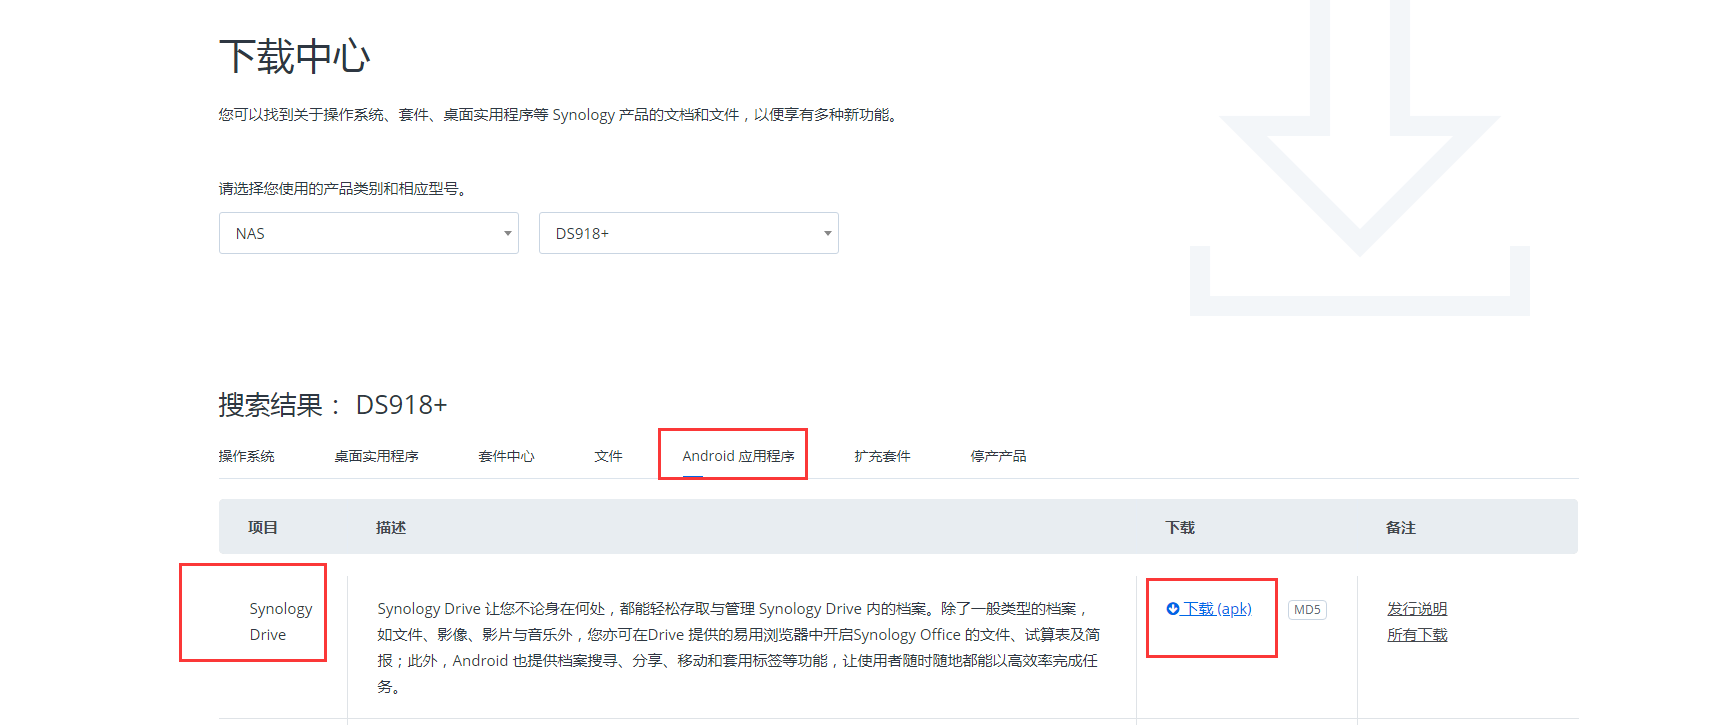 下载中心
您可以找到关于操作系统、套件、桌面实用程序等 Synology 产品的文档和文件，以便享有多种新功能。
请选择您使用的产品类别和相应型号。
NAS DS918+
搜索结果： DS918+
操作系统 桌面实用程序 套件中心 文件 Android 应用程序 扩充套件 停产产品
项目 描述 下载 备注
Synology Drive 让您不论身在何处，都能轻松存取与管理 Synology Drive 内的档案。除了一般类型的档案， 下载 (apk) MD5 发行说明
Synology
Drive
如文件、影像、影片与音乐外，您亦可在Drive 提供的易用浏览器中开启Synology Office 的文件、试算表及简
报；此外，Android 也提供档案搜寻、分享、移动和套用标签等功能，让使用者随时随地都能以高效率完成任
务。
所有下载